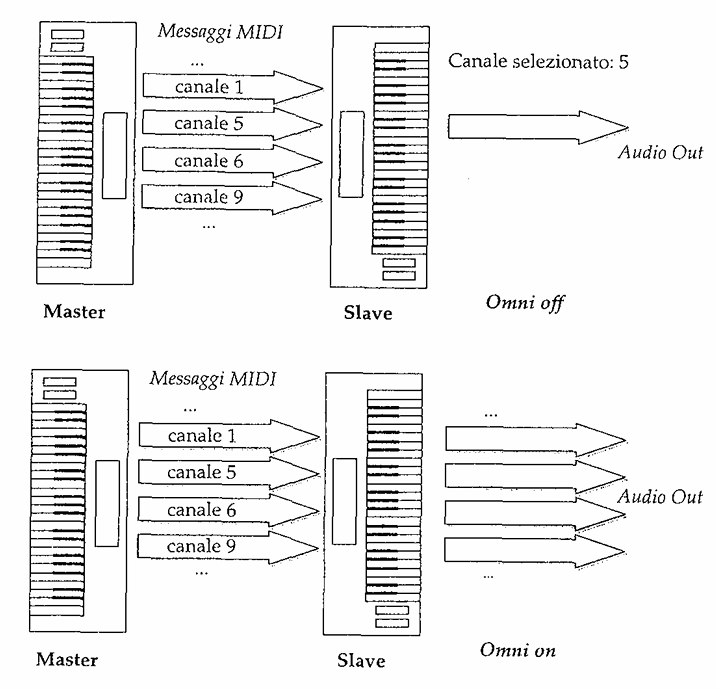 Messaggi MIDI
...
canale 1
canale 5
canale 6
canale 9
...
Canale selezionato: 5
Audio Out
Master
Slave
Omni off
Messaggi MIDI
...
canale 1
canale 5
canale 6
canale 9
...
...
Audio Out
...
Master
Slave
Omni on